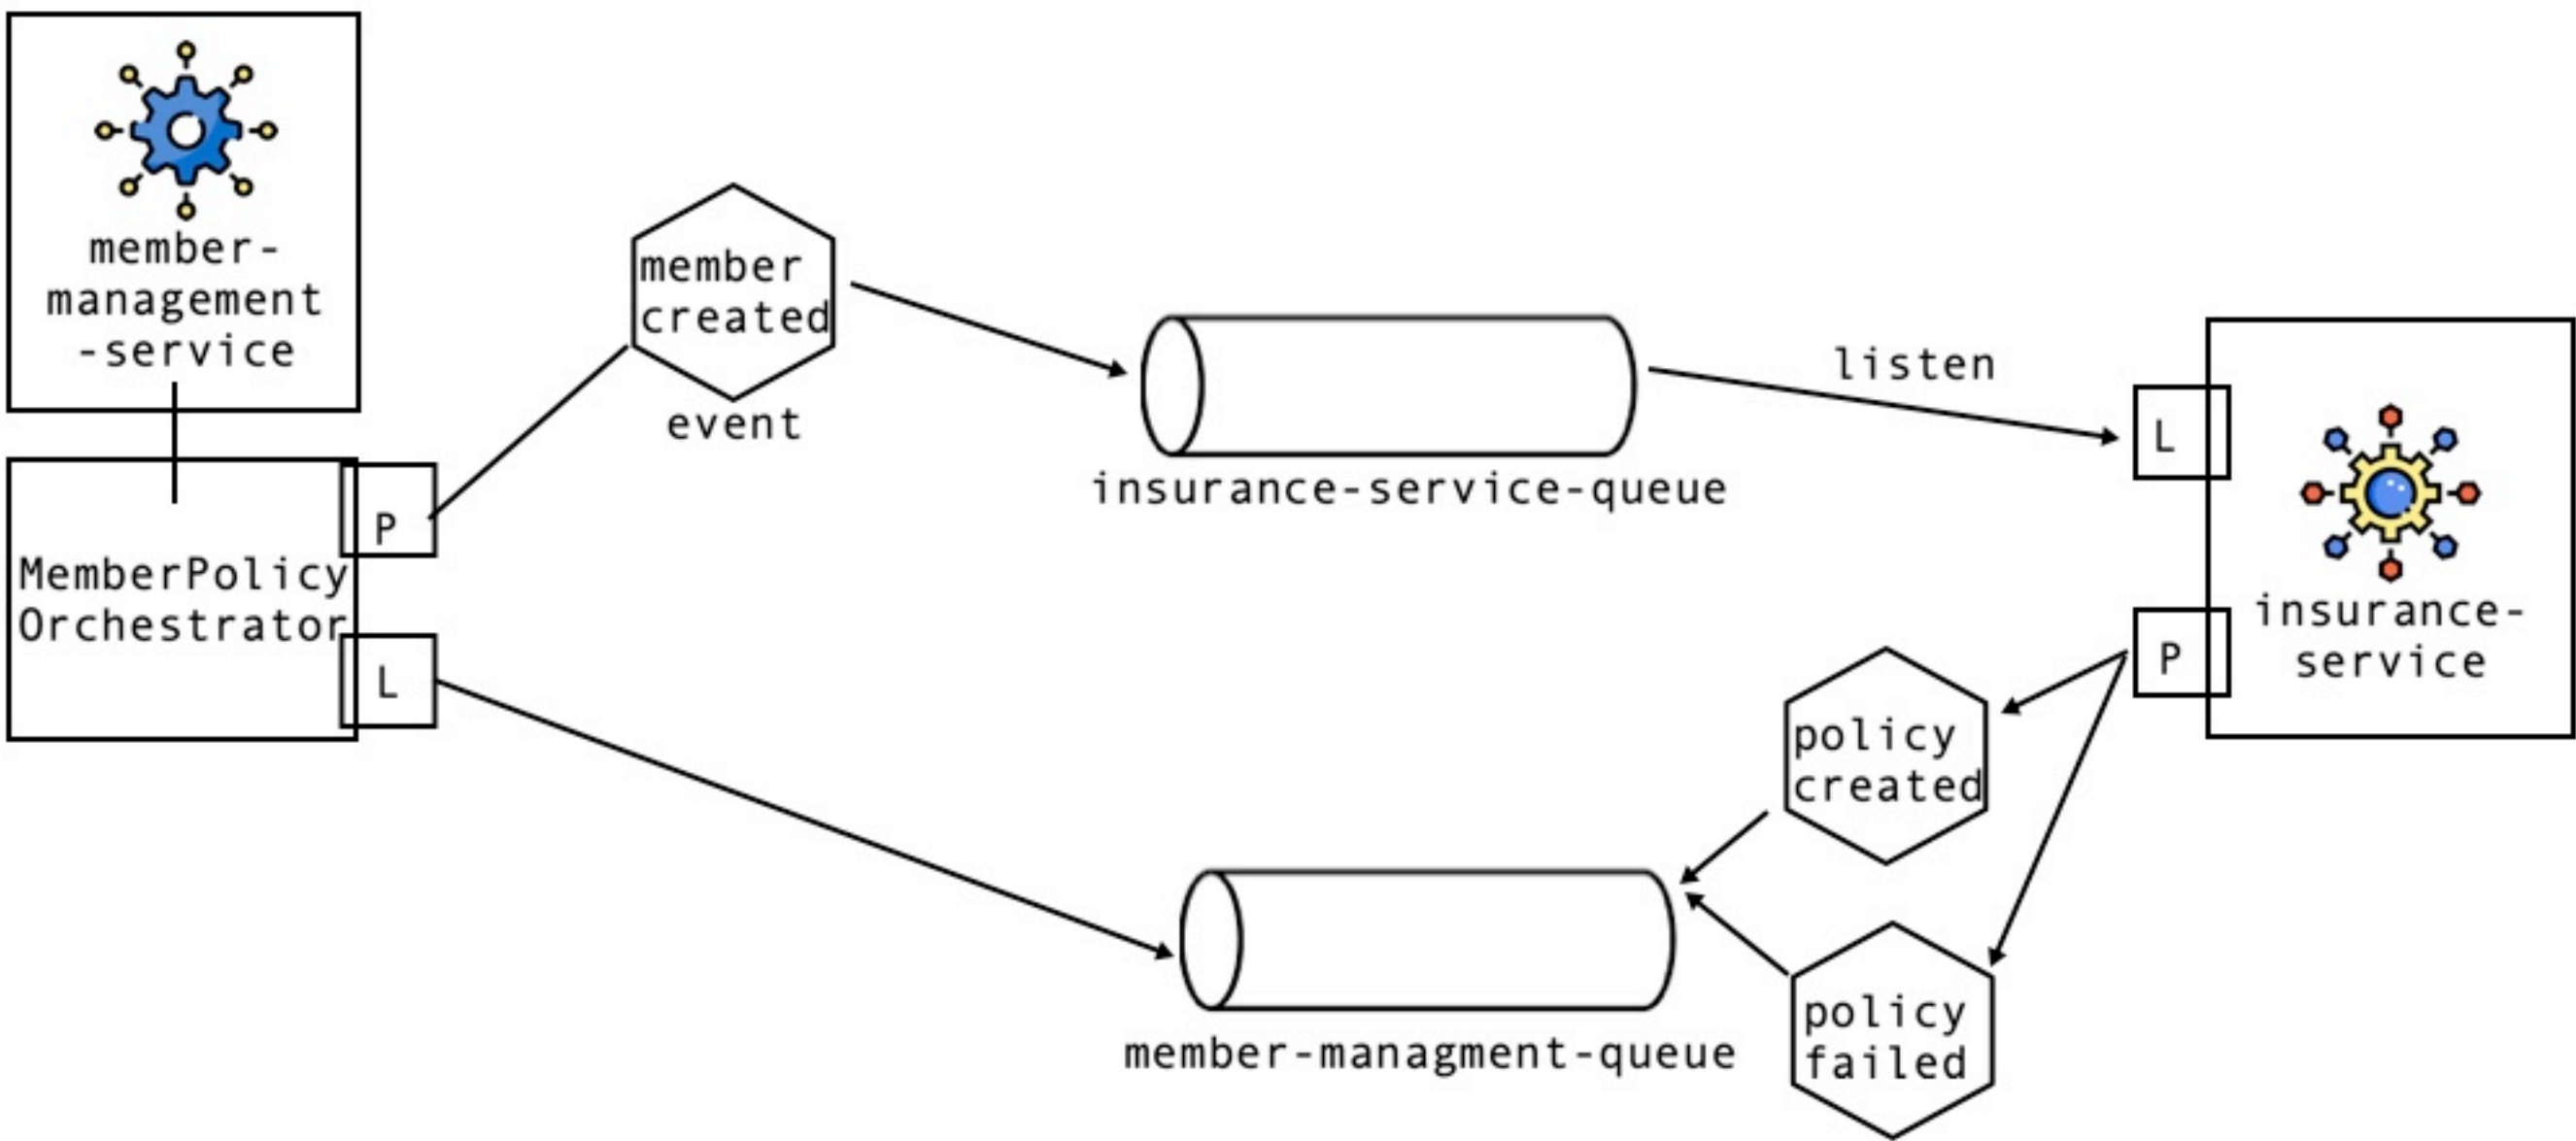 member-
management
-service
MemberPolicy
Orchestrator
P
L
member
created
event
insurance-service-queue
listen
L
P
insurance-
service
policy
created
policy
failed
member-managment-queue